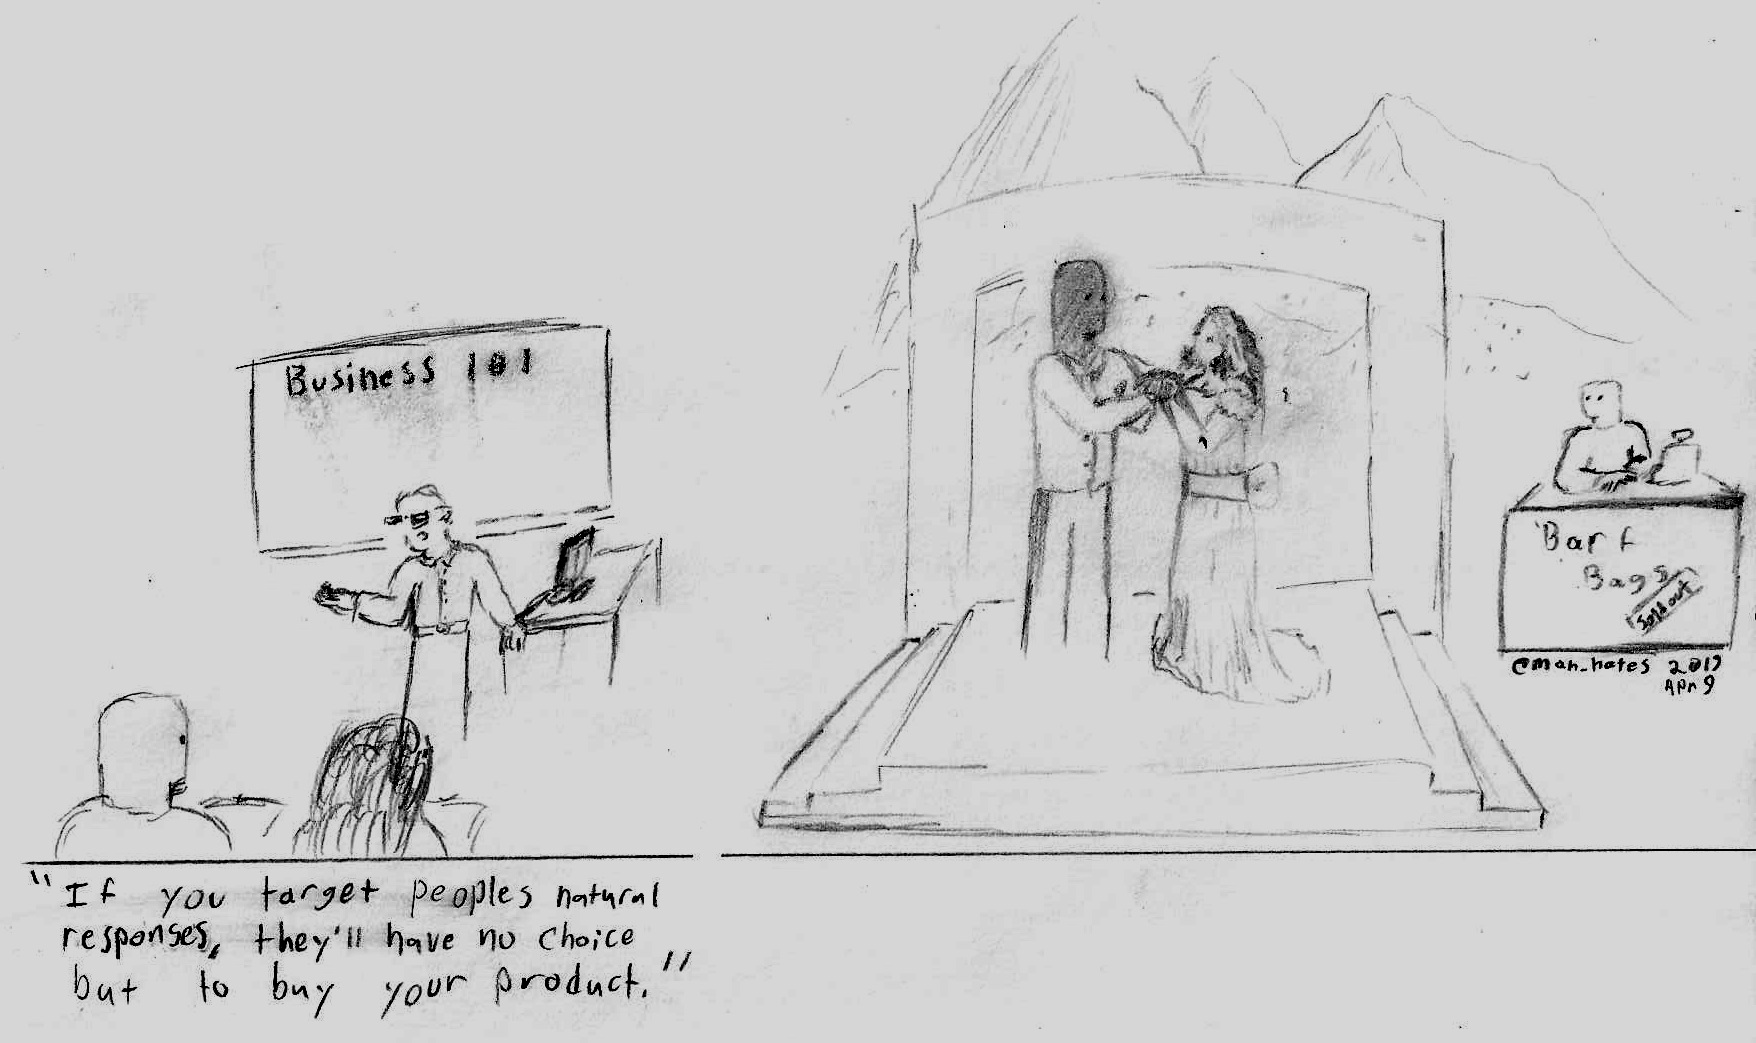 Business 101
"If you target peoples natural
responses, they'll have no choice
but to buy your product."
Barf
Bags
Sold out
@man_hates 2019
Apr 9